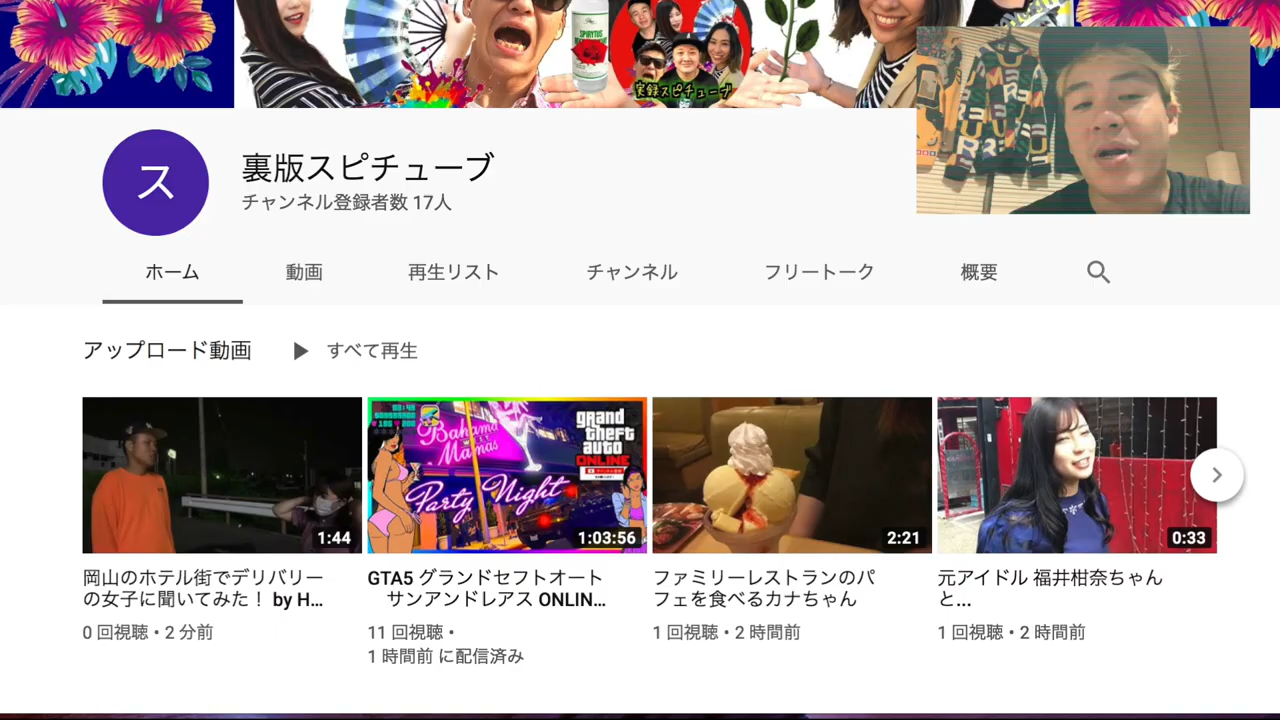 SPIRYTUS
実録スピチューブ
ス
裏版スピチューブ
チャンネル登録者数 17人
ホーム
動画
再生リスト
チャンネル
フリートーク
概要
アップロード動画
すべて再生
Bahama
Mamas
Party Night
grand
theft
auto
ONLINE
1:44
1:03:56
2:21
0:33
岡山のホテル街でデリバリー
の女子に聞いてみた！ by H...
GTA5 グランドセフトオート
サンアンドレアス ONLIN...
ファミリーレストランのパ
フェを食べるカナちゃん
元アイドル 福井柑奈ちゃん
と...
0 回視聴・2 分前
11 回視聴・
1 時間前 に配信済み
1 回視聴・2 時間前
1 回視聴・2 時間前